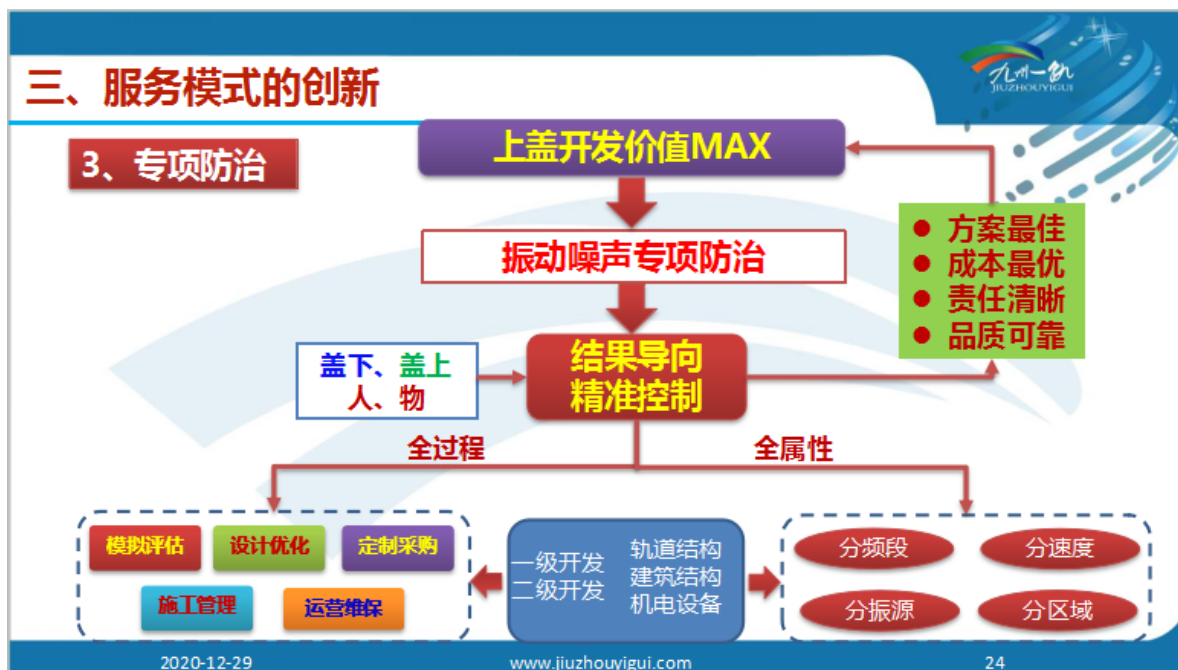 三、服务模式的创新
九州一轨
JIUZHOUYIGUI
3、专项防治
上盖开发价值MAX
振动噪声专项防治
● 方案最佳
● 成本最优
● 责任清晰
● 品质可靠
盖下、盖上
人、物
结果导向
精准控制
全过程
全属性
模拟评估
设计优化
定制采购
施工管理
运营维保
一级开发
二级开发
轨道结构
建筑结构
机电设备
分频段
分速度
分振源
分区域
2020-12-29
www.jiuzhouyigui.com
24